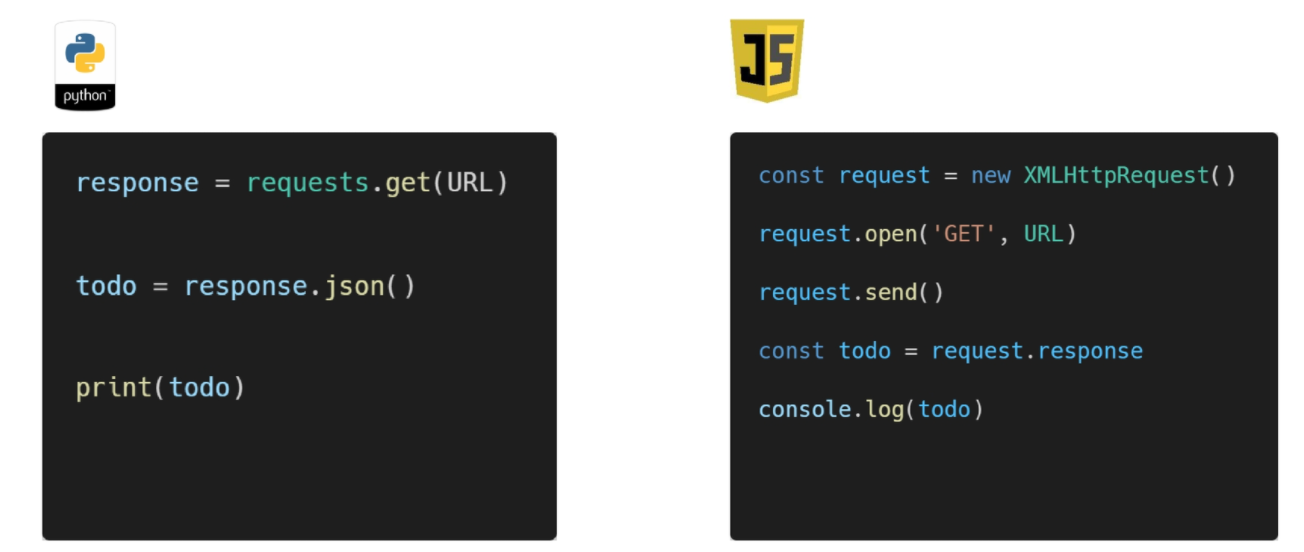 python
response = requests.get(URL)
todo = response.json()
print(todo)
JS
const request = new XMLHttpRequest()
request.open('GET', URL)
request.send()
const todo = request.response
console.log(todo)